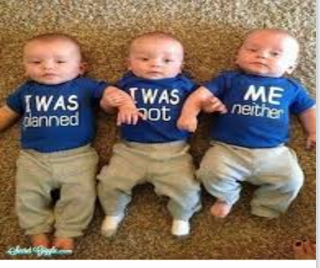 I WAS
planned
I WAS
not
ME
neither